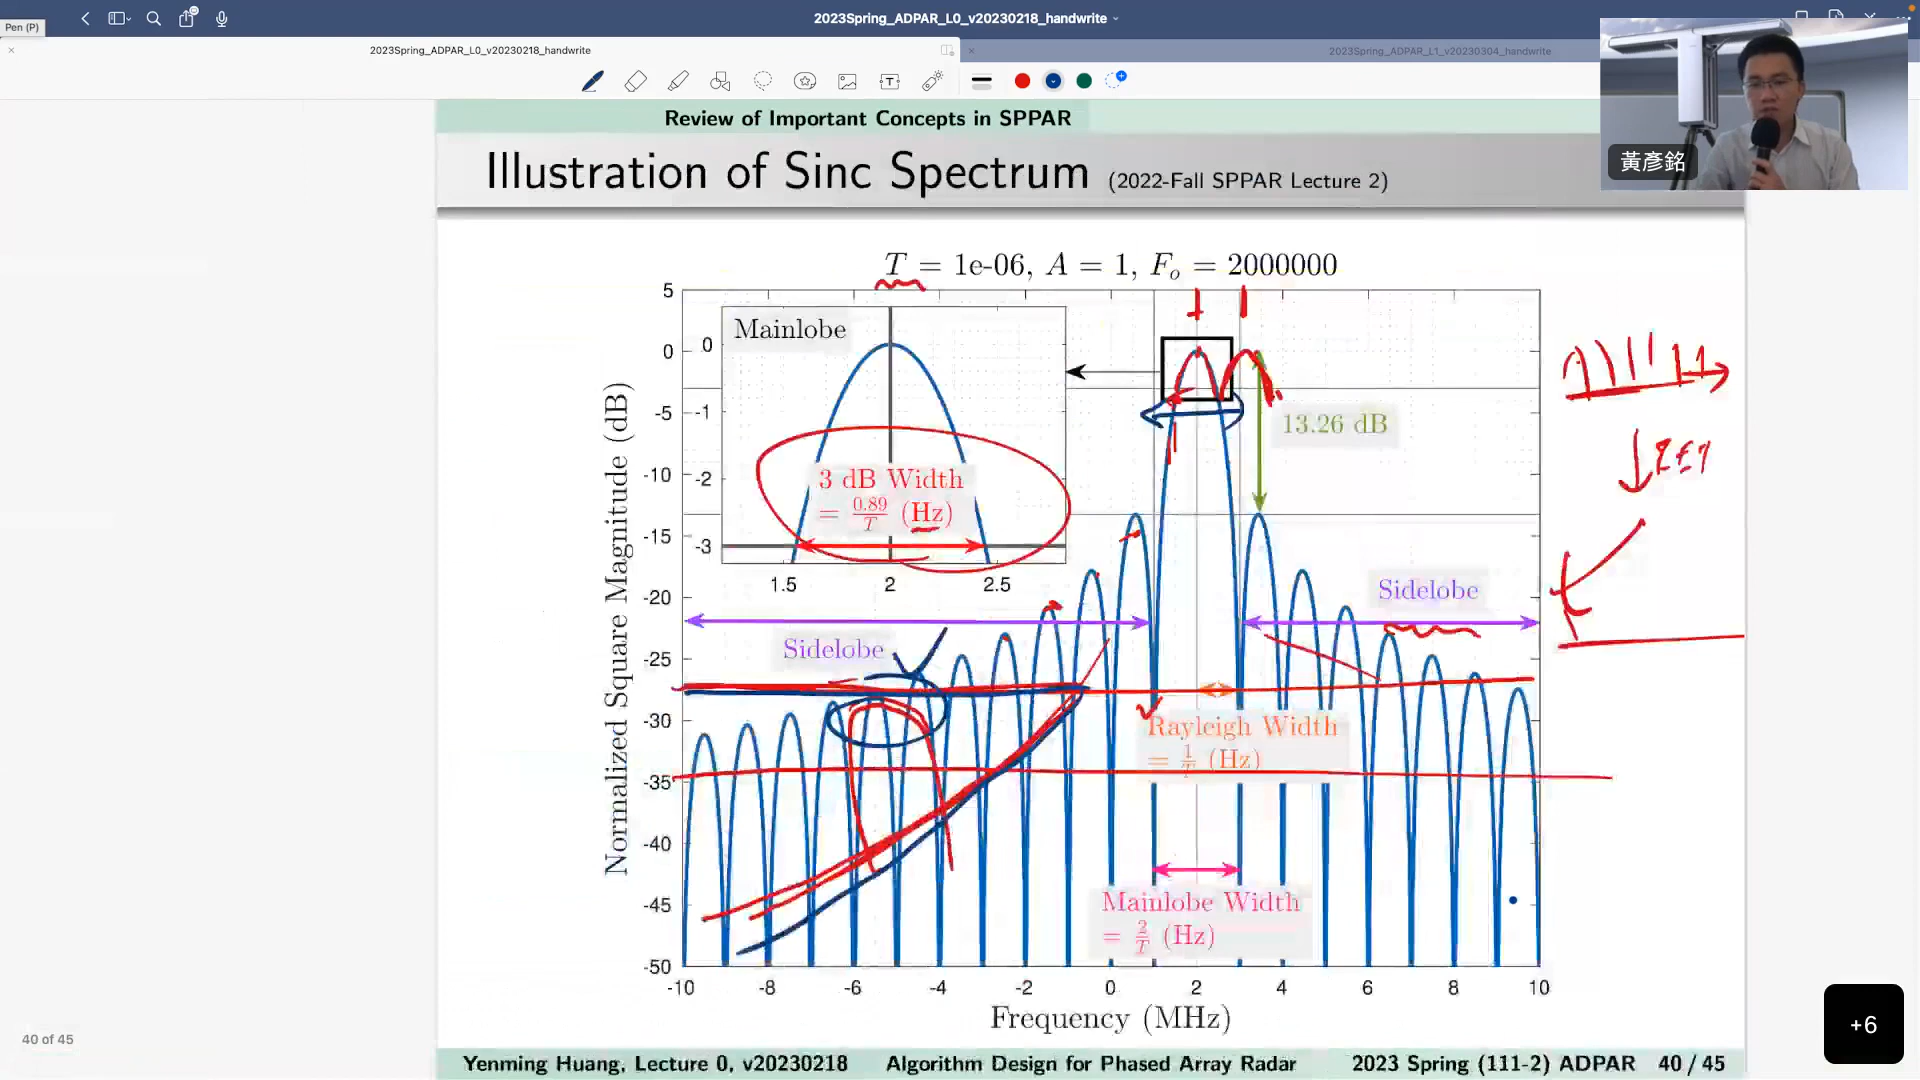 2023Spring_ADPAR_L0_v20230218_handwrite
Pen (P)
2023Spring_ADPAR_L0_v20230218_handwrite
2023Spring_ADPAR_L1_v20230304_handwrite
黃彥銘
Review of Important Concepts in SPPAR
Illustration of Sinc Spectrum (2022-Fall SPPAR Lecture 2)
T = 1e-06, A = 1, Fₒ = 2000000
Normalized Square Magnitude (dB)
5
0
-5
-10
-15
-20
-25
-30
-35
-40
-45
-50
Mainlobe
0
-1
-2
-3
3 dB Width
= 0.89/T (Hz)
1.5 2 2.5
13.26 dB
Sidelobe
Sidelobe
Rayleigh Width
= 1/T (Hz)
Mainlobe Width
= 2/T (Hz)
-10 -8 -6 -4 -2 0 2 4 6 8 10
Frequency (MHz)
+6
40 of 45
Yenming Huang, Lecture 0, v20230218 Algorithm Design for Phased Array Radar 2023 Spring (111-2) ADPAR 40 / 45